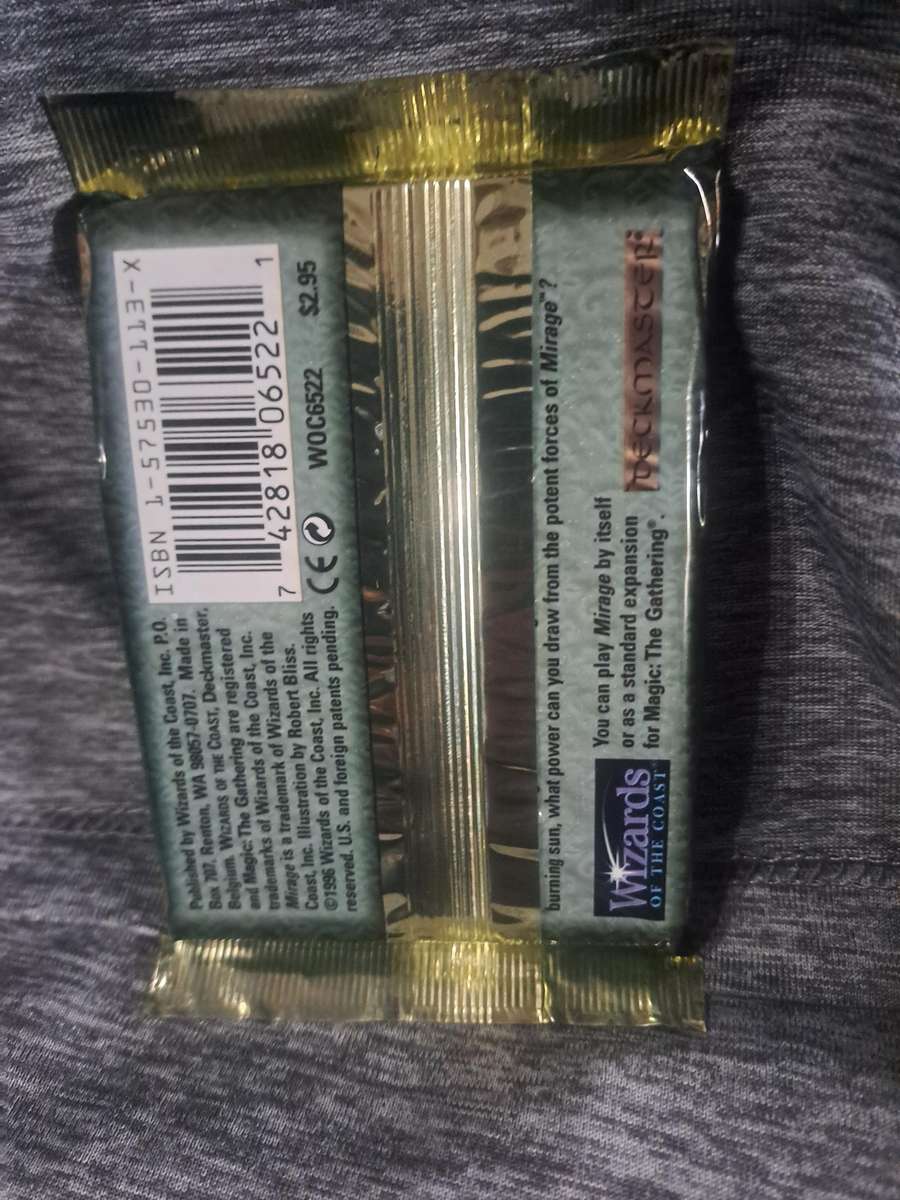 Published by Wizards of the Coast, Inc. P.O.
Box 707, Renton, WA 98057-0707. Made in
Belgium. WIZARDS OF THE COAST, Deckmaster,
and Magic: The Gathering are registered
trademarks of Wizards of the Coast, Inc.
Mirage is a trademark of Wizards of the
Coast, Inc. Illustration by Robert Bliss.
©1996 Wizards of the Coast, Inc. All rights
reserved. U.S. and foreign patents pending.
ISBN 1-57530-113-X
7 42818 06522 1
CE WOC6522 $2.95
burning sun, what power can you draw from the potent forces of Mirage™?
Wizards
OF THE COAST
You can play Mirage by itself
or as a standard expansion
for Magic: The Gathering®.
DECKMASTER